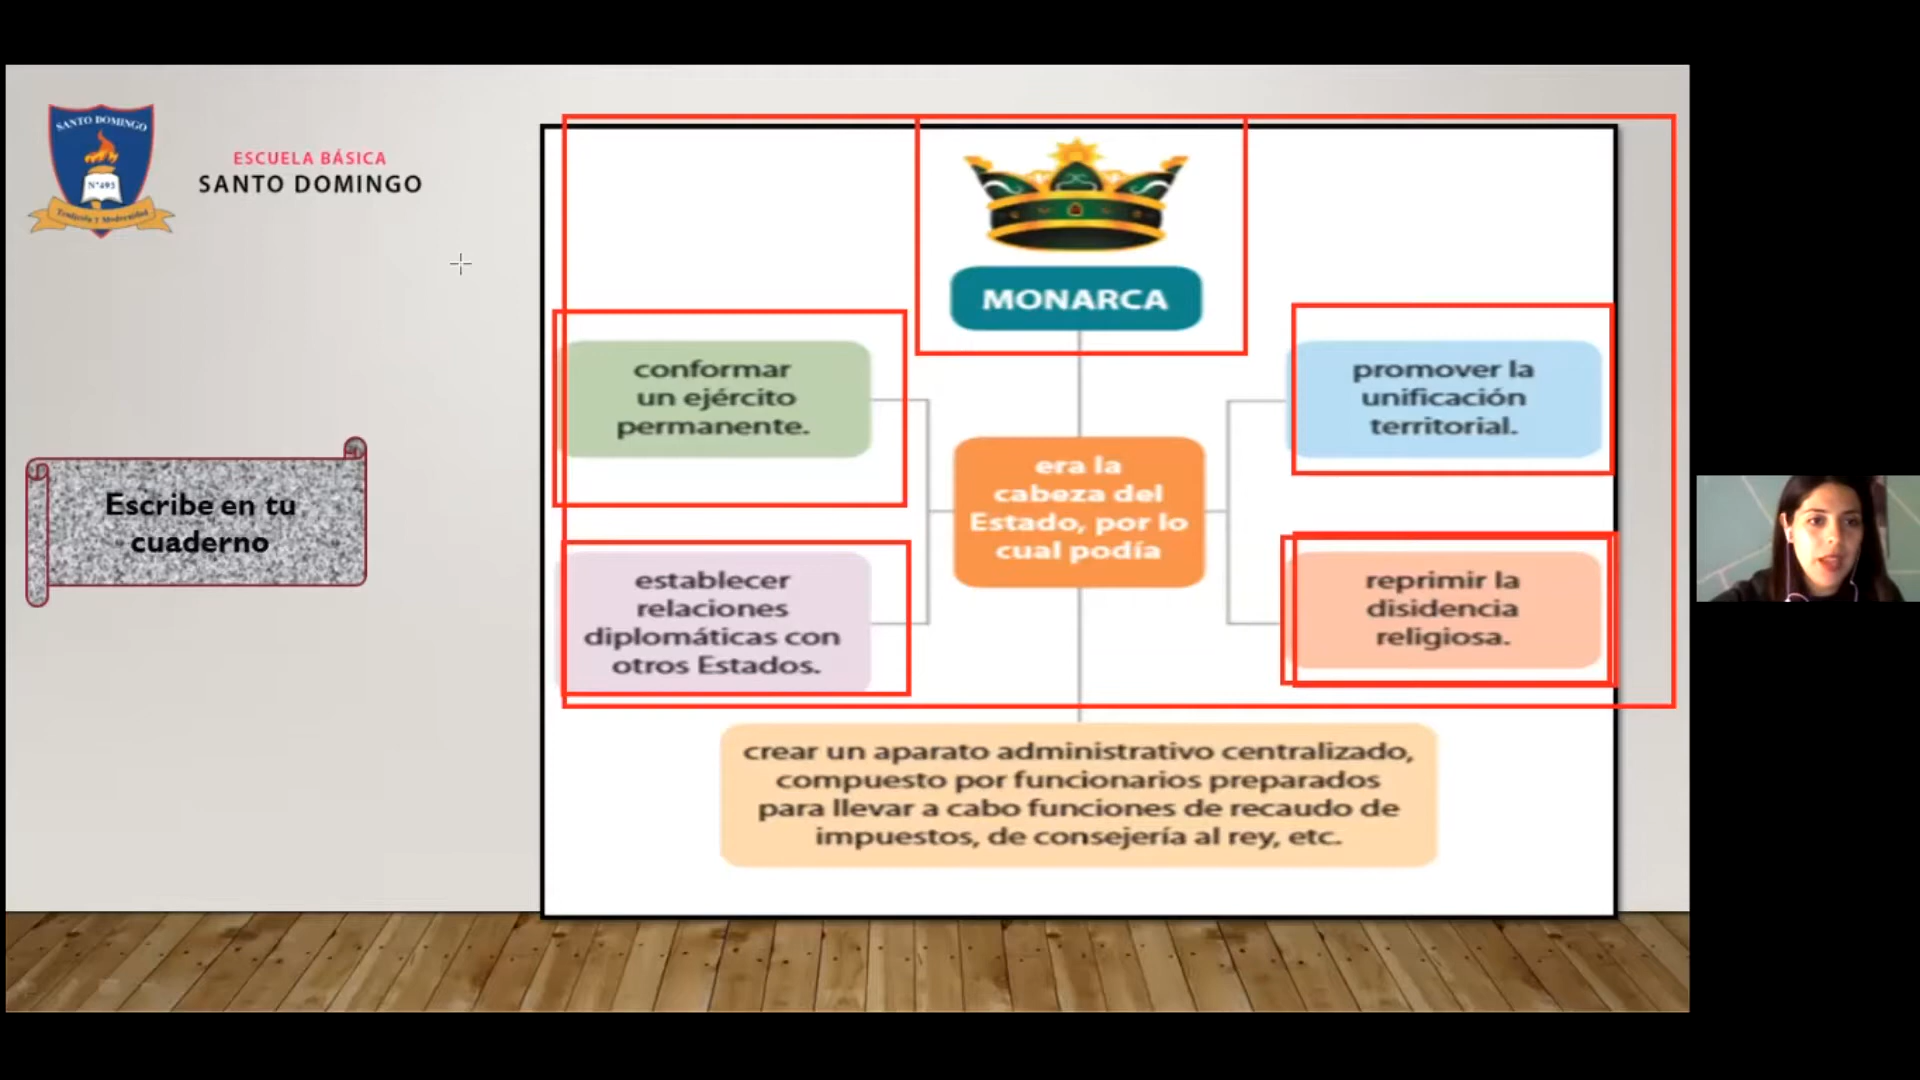 SANTO DOMINGO
N°493
Tradición y Modernidad
ESCUELA BÁSICA
SANTO DOMINGO
Escribe en tu
cuaderno
MONARCA
conformar
un ejército
permanente.
promover la
unificación
territorial.
era la
cabeza del
Estado, por lo
cual podía
establecer
relaciones
diplomáticas con
otros Estados.
reprimir la
disidencia
religiosa.
crear un aparato administrativo centralizado,
compuesto por funcionarios preparados
para llevar a cabo funciones de recaudo de
impuestos, de consejería al rey, etc.